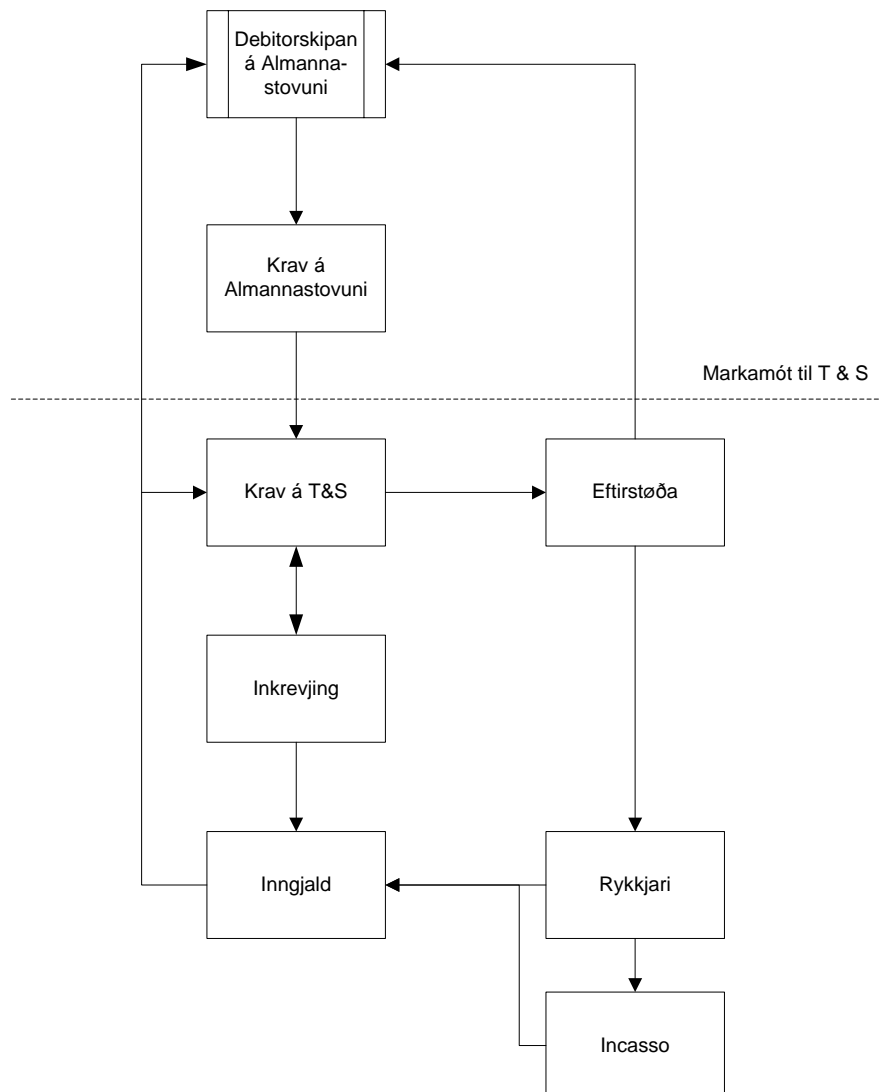 Debitorskipan
á Almanna-
stovuni
Krav á
Almannastovuni
Markamót til T & S
Krav á T&S
Eftirstøða
Inkrevjing
Inngjald
Rykkjari
Incasso